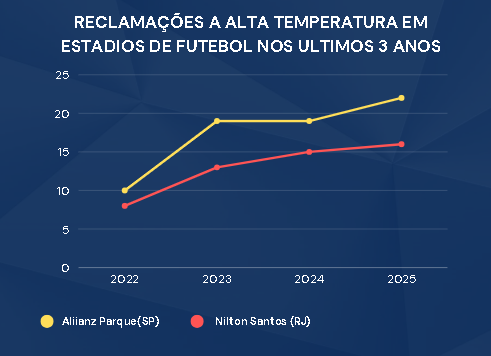 RECLAMAÇÕES A ALTA TEMPERATURA EM
ESTADIOS DE FUTEBOL NOS ULTIMOS 3 ANOS
25
20
15
10
5
0
2022 2023 2024 2025
Aliianz Parque(SP) Nilton Santos (RJ)